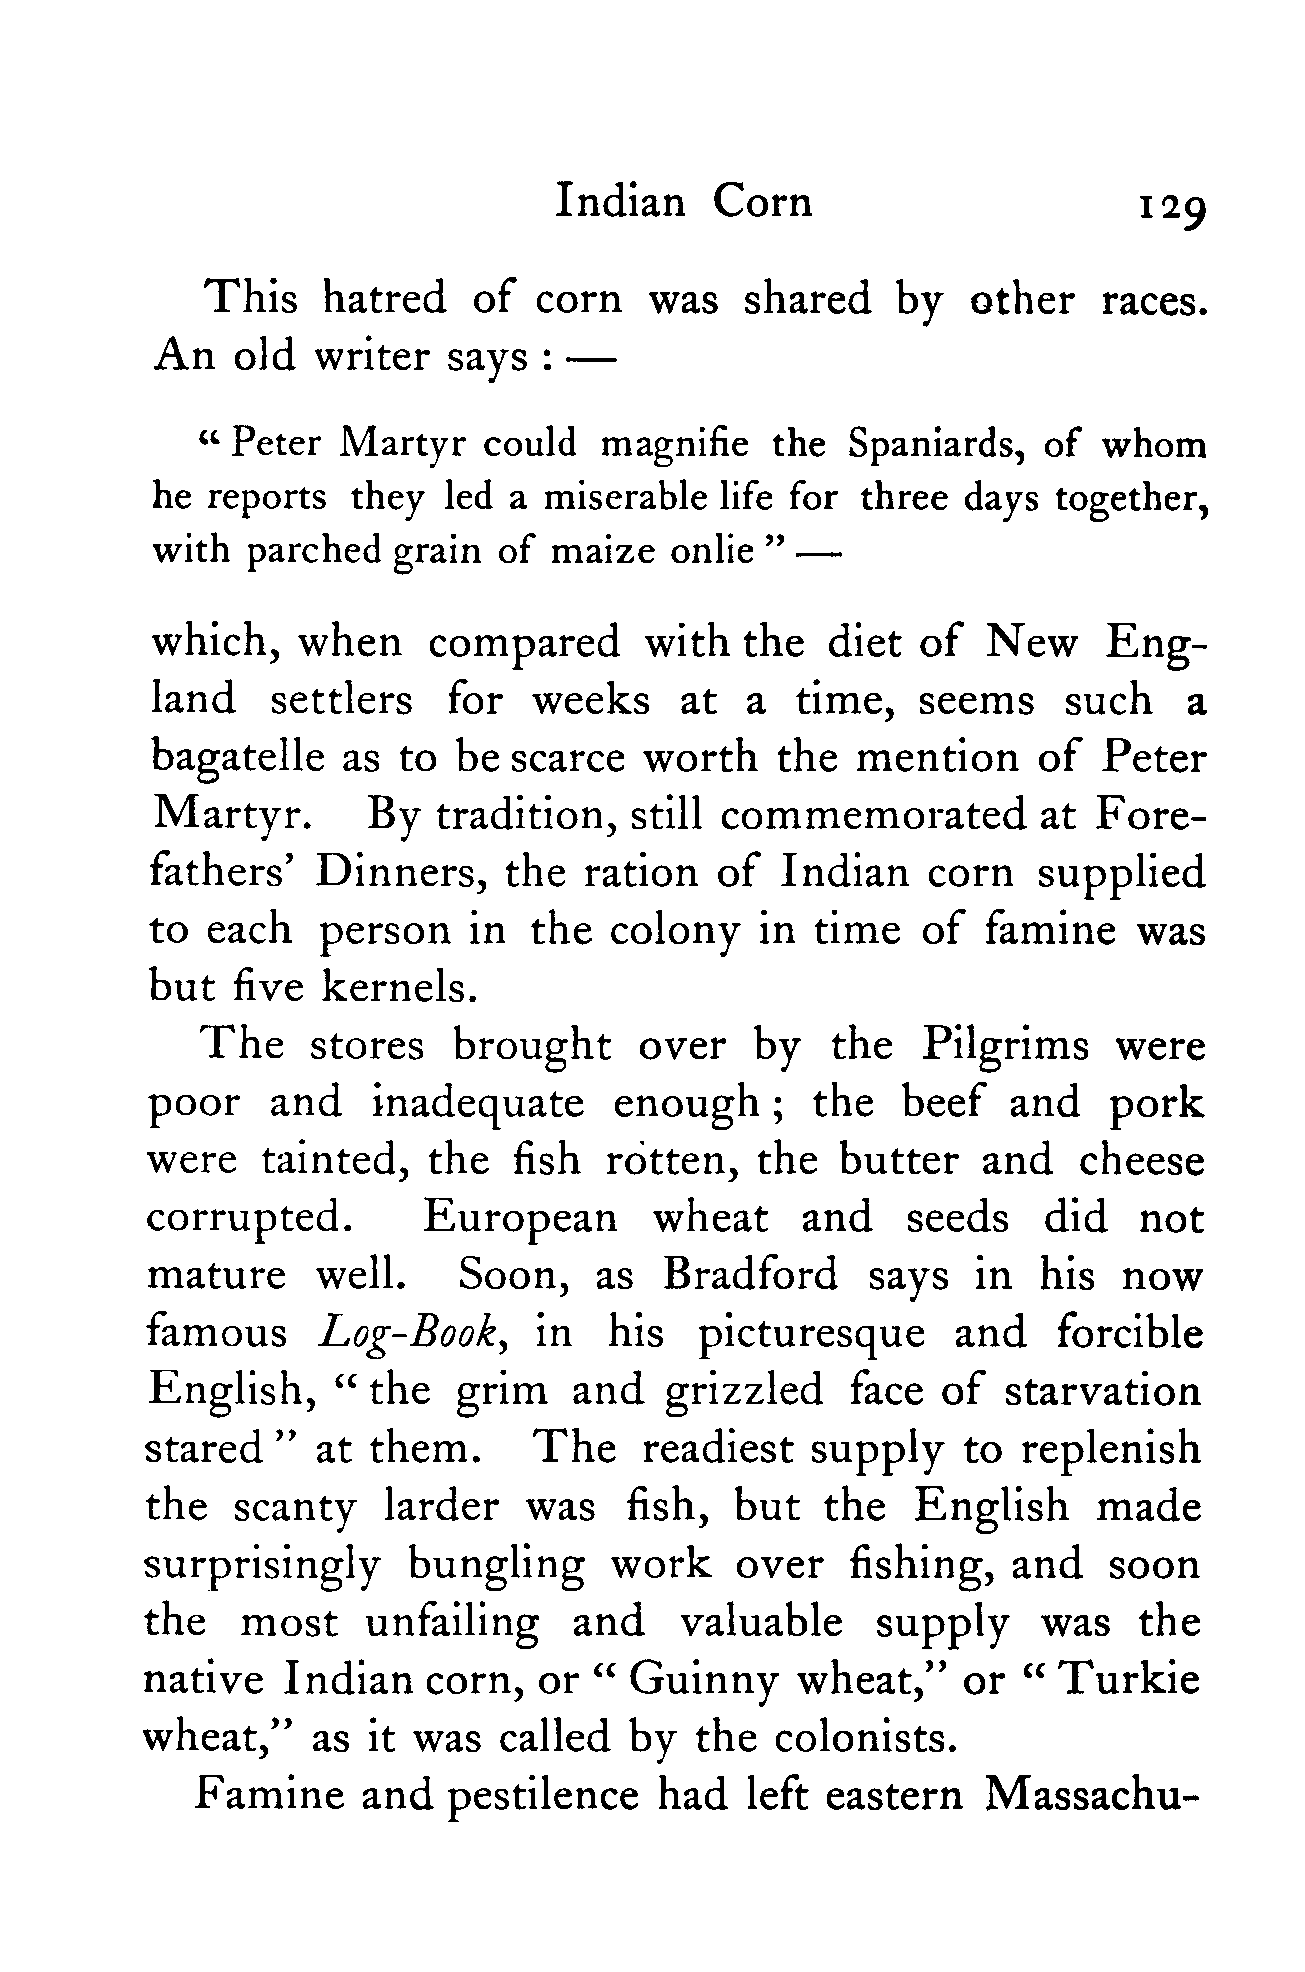 Indian Corn 129
This hatred of corn was shared by other races.
An old writer says : —
“ Peter Martyr could magnifie the Spaniards, of whom
he reports they led a miserable life for three days together,
with parched grain of maize onlie ” —
which, when compared with the diet of New Eng-
land settlers for weeks at a time, seems such a
bagatelle as to be scarce worth the mention of Peter
Martyr. By tradition, still commemorated at Fore-
fathers’ Dinners, the ration of Indian corn supplied
to each person in the colony in time of famine was
but five kernels.
The stores brought over by the Pilgrims were
poor and inadequate enough ; the beef and pork
were tainted, the fish rotten, the butter and cheese
corrupted. European wheat and seeds did not
mature well. Soon, as Bradford says in his now
famous Log-Book, in his picturesque and forcible
English, “ the grim and grizzled face of starvation
stared ” at them. The readiest supply to replenish
the scanty larder was fish, but the English made
surprisingly bungling work over fishing, and soon
the most unfailing and valuable supply was the
native Indian corn, or “ Guinny wheat,” or “ Turkie
wheat,” as it was called by the colonists.
Famine and pestilence had left eastern Massachu-